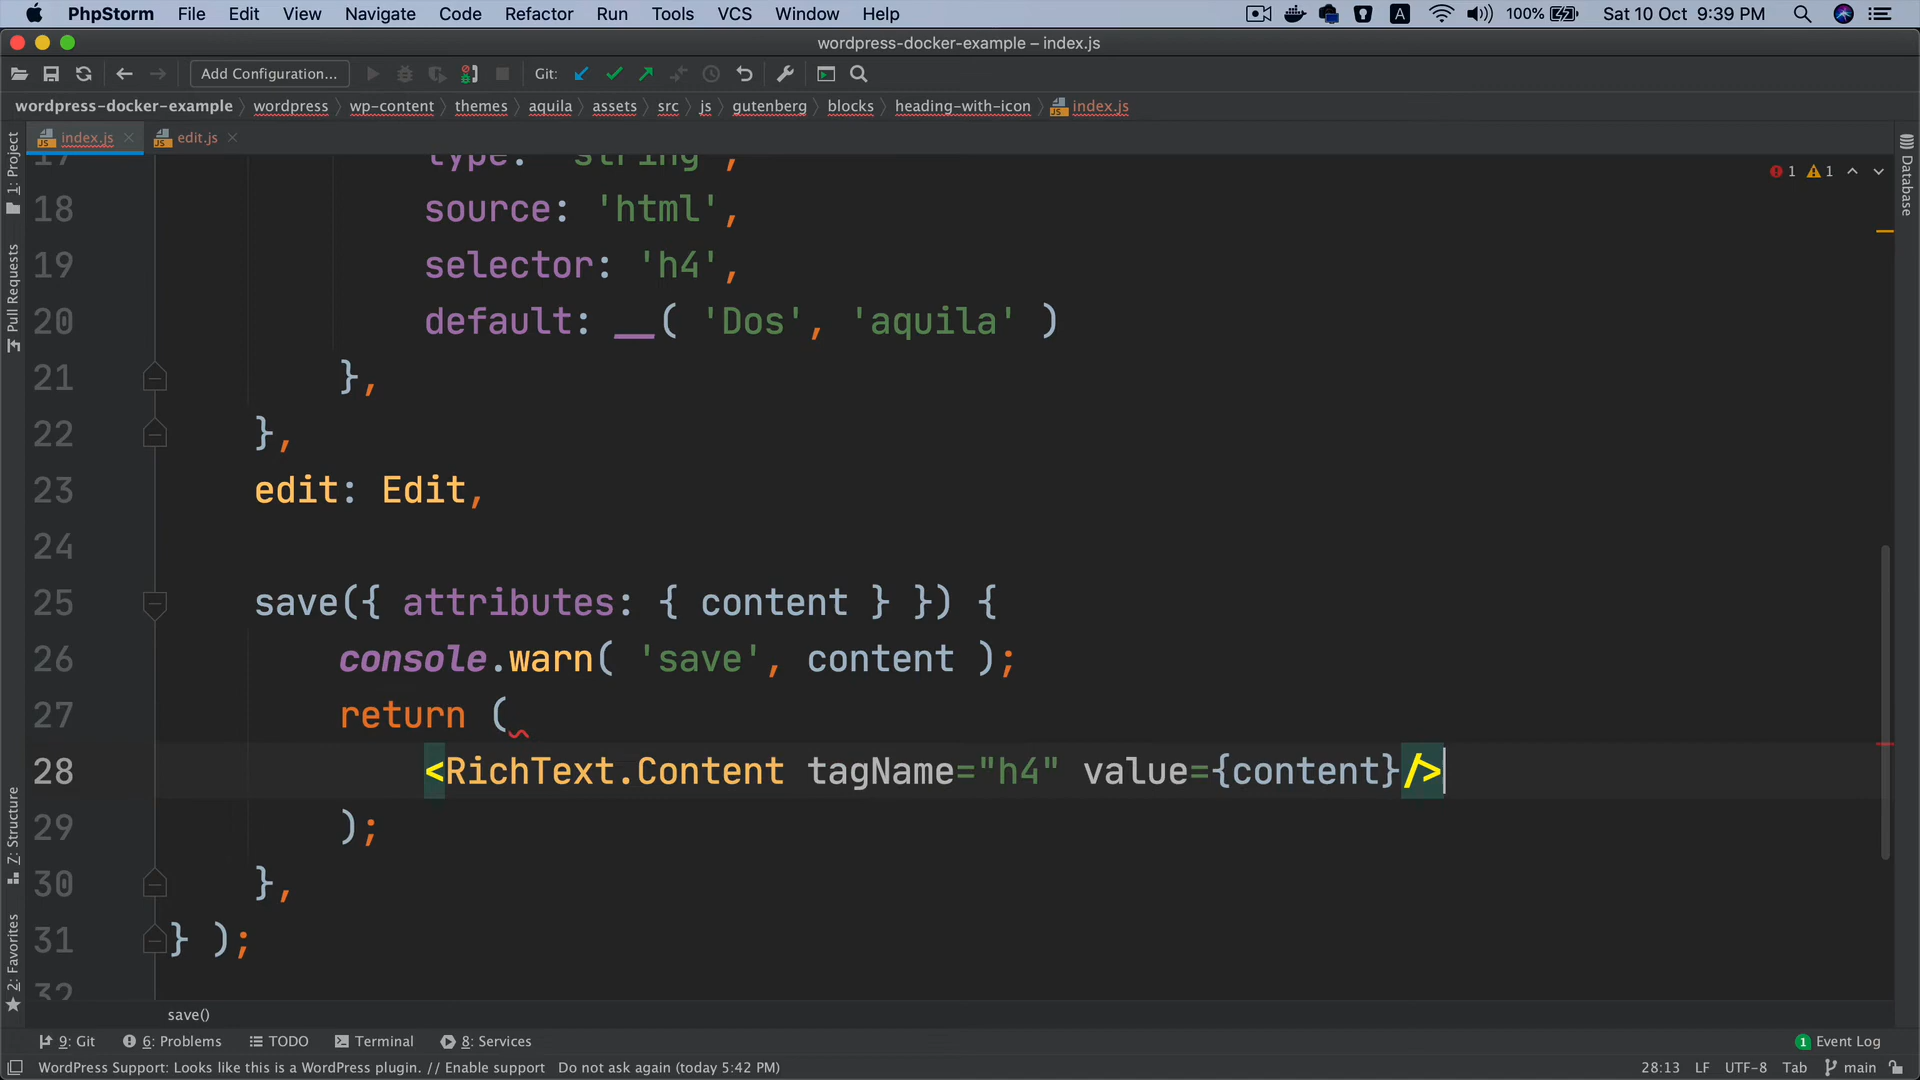 PhpStorm File Edit View Navigate Code Refactor Run Tools VCS Window Help A 100% Sat 10 Oct 9:39 PM
wordpress-docker-example – index.js
Add Configuration... Git:
wordpress-docker-example wordpress wp-content themes aquila assets src js gutenberg blocks heading-with-icon index.js
index.js edit.js
17 type: 'string',
18 source: 'html',
19 selector: 'h4',
20 default: __( 'Dos', 'aquila' )
21 },
22 },
23 edit: Edit,
24
25 save({ attributes: { content } }) {
26 console.warn( 'save', content );
27 return (
28 <RichText.Content tagName="h4" value={content}/>
29 );
30 },
31 } );
32
1 1
1: Project
Pull Requests
7: Structure
2: Favorites
Database
save()
9: Git 6: Problems TODO Terminal 8: Services 1 Event Log
WordPress Support: Looks like this is a WordPress plugin. // Enable support Do not ask again (today 5:42 PM) 28:13 LF UTF-8 Tab main